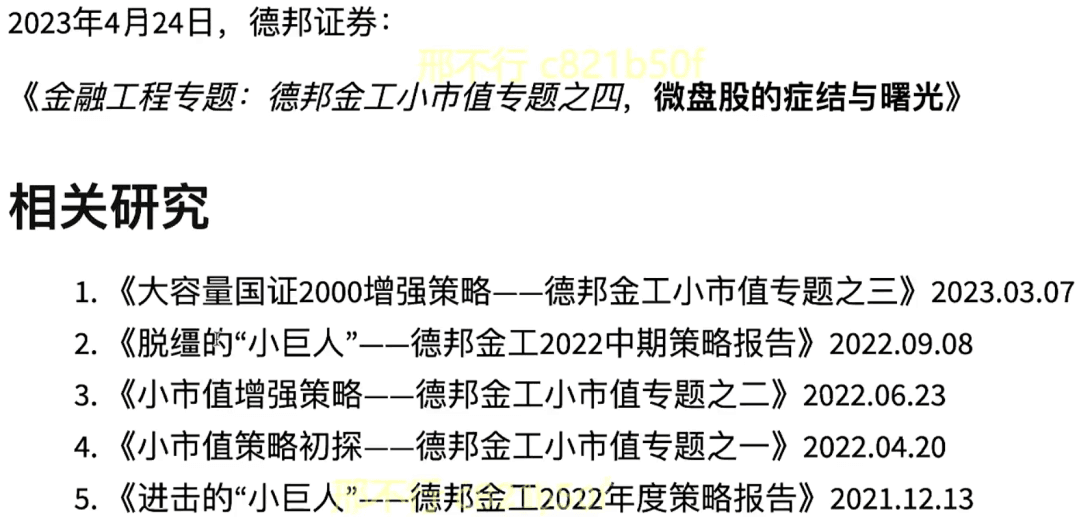 2023年4月24日，德邦证券：
邢不行 c821b50f
《金融工程专题：德邦金工小市值专题之四，微盘股的症结与曙光》
相关研究
1. 《大容量国证2000增强策略——德邦金工小市值专题之三》2023.03.07
2. 《脱缰的“小巨人”——德邦金工2022中期策略报告》2022.09.08
3. 《小市值增强策略——德邦金工小市值专题之二》2022.06.23
4. 《小市值策略初探——德邦金工小市值专题之一》2022.04.20
5. 《进击的“小巨人”——德邦金工2022年度策略报告》2021.12.13
邢不行 c821b50f